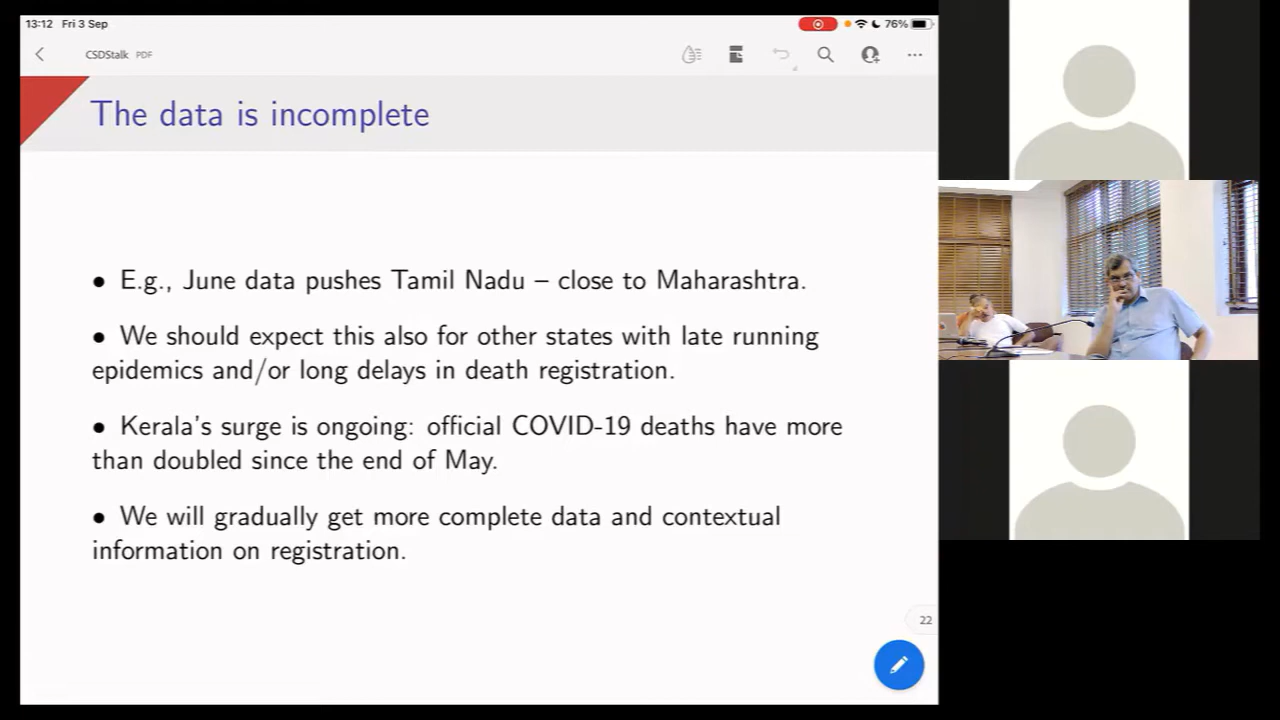 13:12 Fri 3 Sep
76%
CSDStalk PDF
The data is incomplete
• E.g., June data pushes Tamil Nadu – close to Maharashtra.
• We should expect this also for other states with late running
epidemics and/or long delays in death registration.
• Kerala's surge is ongoing: official COVID-19 deaths have more
than doubled since the end of May.
• We will gradually get more complete data and contextual
information on registration.
22